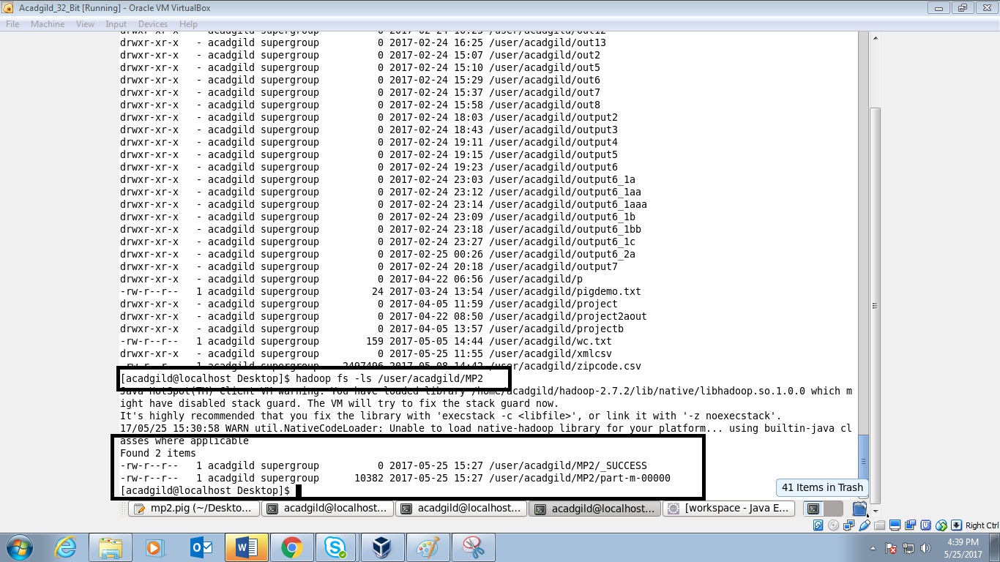 Acadgild_32_Bit [Running] - Oracle VM VirtualBox
File Machine View Input Devices Help
drwxr-xr-x - acadgild supergroup 0 2017-02-24 16:25 /user/acadgild/out13
drwxr-xr-x - acadgild supergroup 0 2017-02-24 15:07 /user/acadgild/out2
drwxr-xr-x - acadgild supergroup 0 2017-02-24 15:10 /user/acadgild/out5
drwxr-xr-x - acadgild supergroup 0 2017-02-24 15:29 /user/acadgild/out6
drwxr-xr-x - acadgild supergroup 0 2017-02-24 15:37 /user/acadgild/out7
drwxr-xr-x - acadgild supergroup 0 2017-02-24 15:58 /user/acadgild/out8
drwxr-xr-x - acadgild supergroup 0 2017-02-24 18:03 /user/acadgild/output2
drwxr-xr-x - acadgild supergroup 0 2017-02-24 18:43 /user/acadgild/output3
drwxr-xr-x - acadgild supergroup 0 2017-02-24 19:11 /user/acadgild/output4
drwxr-xr-x - acadgild supergroup 0 2017-02-24 19:15 /user/acadgild/output5
drwxr-xr-x - acadgild supergroup 0 2017-02-24 19:23 /user/acadgild/output6
drwxr-xr-x - acadgild supergroup 0 2017-02-24 23:03 /user/acadgild/output6_1a
drwxr-xr-x - acadgild supergroup 0 2017-02-24 23:12 /user/acadgild/output6_1aa
drwxr-xr-x - acadgild supergroup 0 2017-02-24 23:14 /user/acadgild/output6_1aaa
drwxr-xr-x - acadgild supergroup 0 2017-02-24 23:09 /user/acadgild/output6_1b
drwxr-xr-x - acadgild supergroup 0 2017-02-24 23:18 /user/acadgild/output6_1bb
drwxr-xr-x - acadgild supergroup 0 2017-02-24 23:27 /user/acadgild/output6_1c
drwxr-xr-x - acadgild supergroup 0 2017-02-25 00:26 /user/acadgild/output6_2a
drwxr-xr-x - acadgild supergroup 0 2017-02-24 20:18 /user/acadgild/output7
drwxr-xr-x - acadgild supergroup 0 2017-04-22 06:56 /user/acadgild/p
-rw-r--r-- 1 acadgild supergroup 24 2017-03-24 13:54 /user/acadgild/pigdemo.txt
drwxr-xr-x - acadgild supergroup 0 2017-04-05 11:59 /user/acadgild/project
drwxr-xr-x - acadgild supergroup 0 2017-04-22 08:50 /user/acadgild/project2aout
drwxr-xr-x - acadgild supergroup 0 2017-04-05 13:57 /user/acadgild/projectb
-rw-r--r-- 1 acadgild supergroup 159 2017-05-05 14:44 /user/acadgild/wc.txt
drwxr-xr-x - acadgild supergroup 0 2017-05-25 11:55 /user/acadgild/xmlcsv
-rw-r--r-- 1 acadgild supergroup 2497496 2017-05-08 14:42 /user/acadgild/zipcode.csv
[acadgild@localhost Desktop]$ hadoop fs -ls /user/acadgild/MP2
Java HotSpot(TM) Client VM warning: You have loaded library /home/acadgild/hadoop-2.7.2/lib/native/libhadoop.so.1.0.0 which m
ight have disabled stack guard. The VM will try to fix the stack guard now.
It's highly recommended that you fix the library with 'execstack -c <libfile>', or link it with '-z noexecstack'.
17/05/25 15:30:58 WARN util.NativeCodeLoader: Unable to load native-hadoop library for your platform... using builtin-java cl
asses where applicable
Found 2 items
-rw-r--r-- 1 acadgild supergroup 0 2017-05-25 15:27 /user/acadgild/MP2/_SUCCESS
-rw-r--r-- 1 acadgild supergroup 10382 2017-05-25 15:27 /user/acadgild/MP2/part-m-00000
[acadgild@localhost Desktop]$
41 Items in Trash
mp2.pig (~/Deskto... acadgild@localhost... acadgild@localhost... acadgild@localhost... [workspace - Java E...
Right Ctrl
4:39 PM
5/25/2017